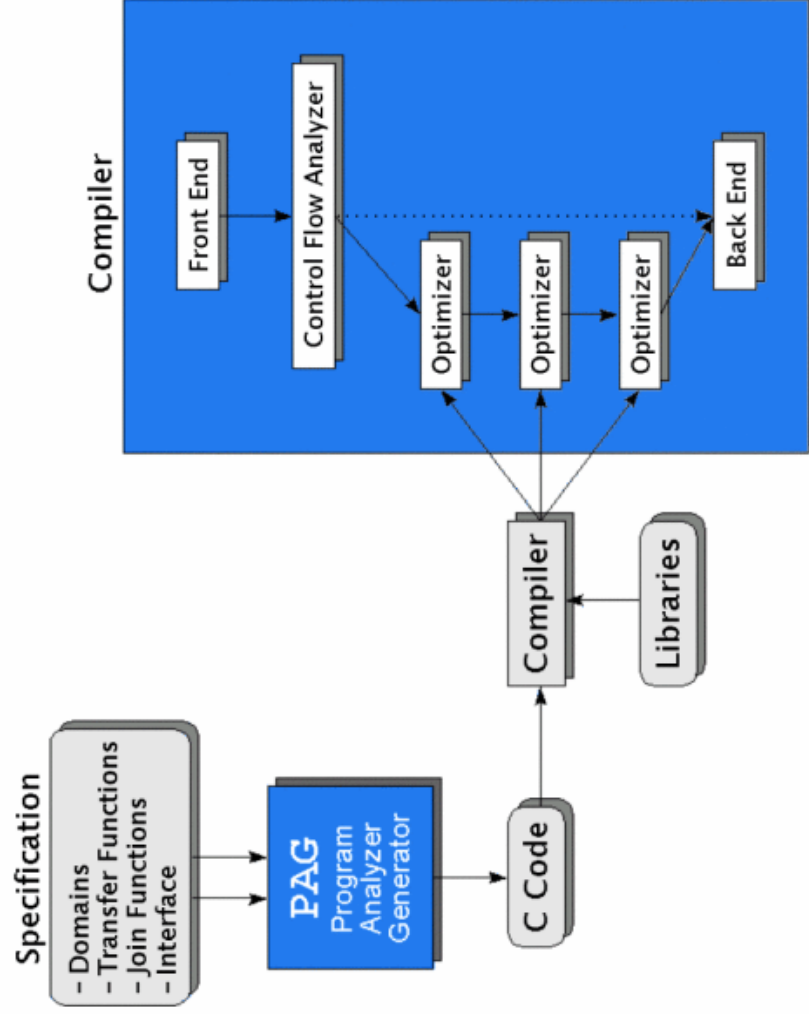 Specification
- Domains
- Transfer Functions
- Join Functions
- Interface
PAG
Program
Analyzer
Generator
C Code
Compiler
Libraries
Compiler
Front End
Control Flow Analyzer
Optimizer
Optimizer
Optimizer
Back End